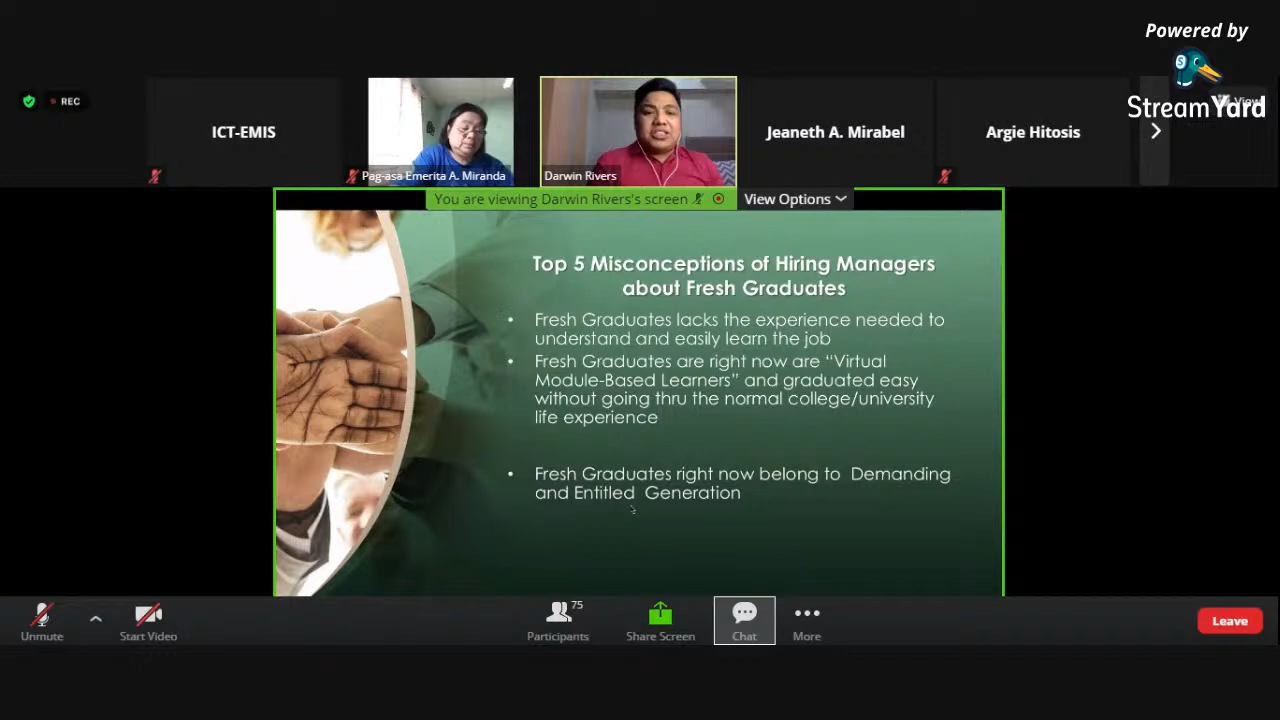 Powered by
StreamYard
REC
View
ICT-EMIS
Pag-asa Emerita A. Miranda
Darwin Rivers
Jeaneth A. Mirabel
Argie Hitosis
You are viewing Darwin Rivers's screen
View Options
Top 5 Misconceptions of Hiring Managers
about Fresh Graduates
• Fresh Graduates lacks the experience needed to
understand and easily learn the job
• Fresh Graduates are right now are “Virtual
Module-Based Learners” and graduated easy
without going thru the normal college/university
life experience
• Fresh Graduates right now belong to Demanding
and Entitled Generation
Unmute
Start Video
75
Participants
Share Screen
Chat
More
Leave